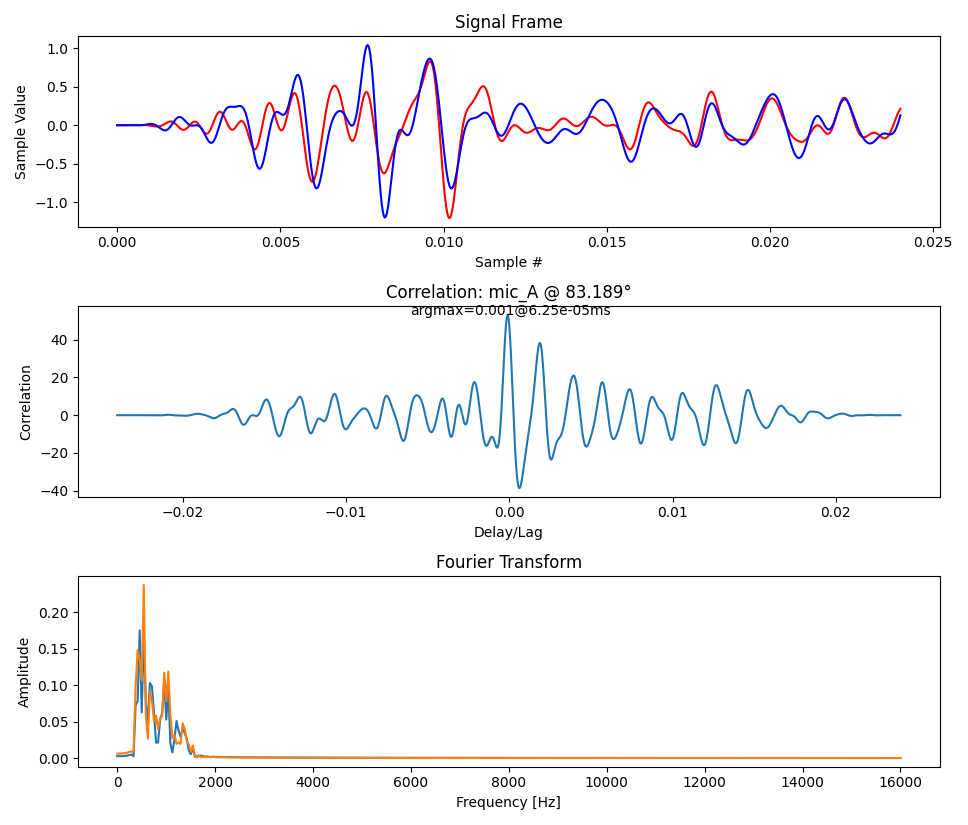 Signal Frame
1.0
0.5
0.0
−0.5
−1.0
Sample Value
0.000 0.005 0.010 0.015 0.020 0.025
Sample #
Correlation: mic_A @ 83.189°
argmax=0.001@6.25e-05ms
40
20
0
−20
−40
Correlation
−0.02 −0.01 0.00 0.01 0.02
Delay/Lag
Fourier Transform
0.20
0.15
0.10
0.05
0.00
Amplitude
0 2000 4000 6000 8000 10000 12000 14000 16000
Frequency [Hz]